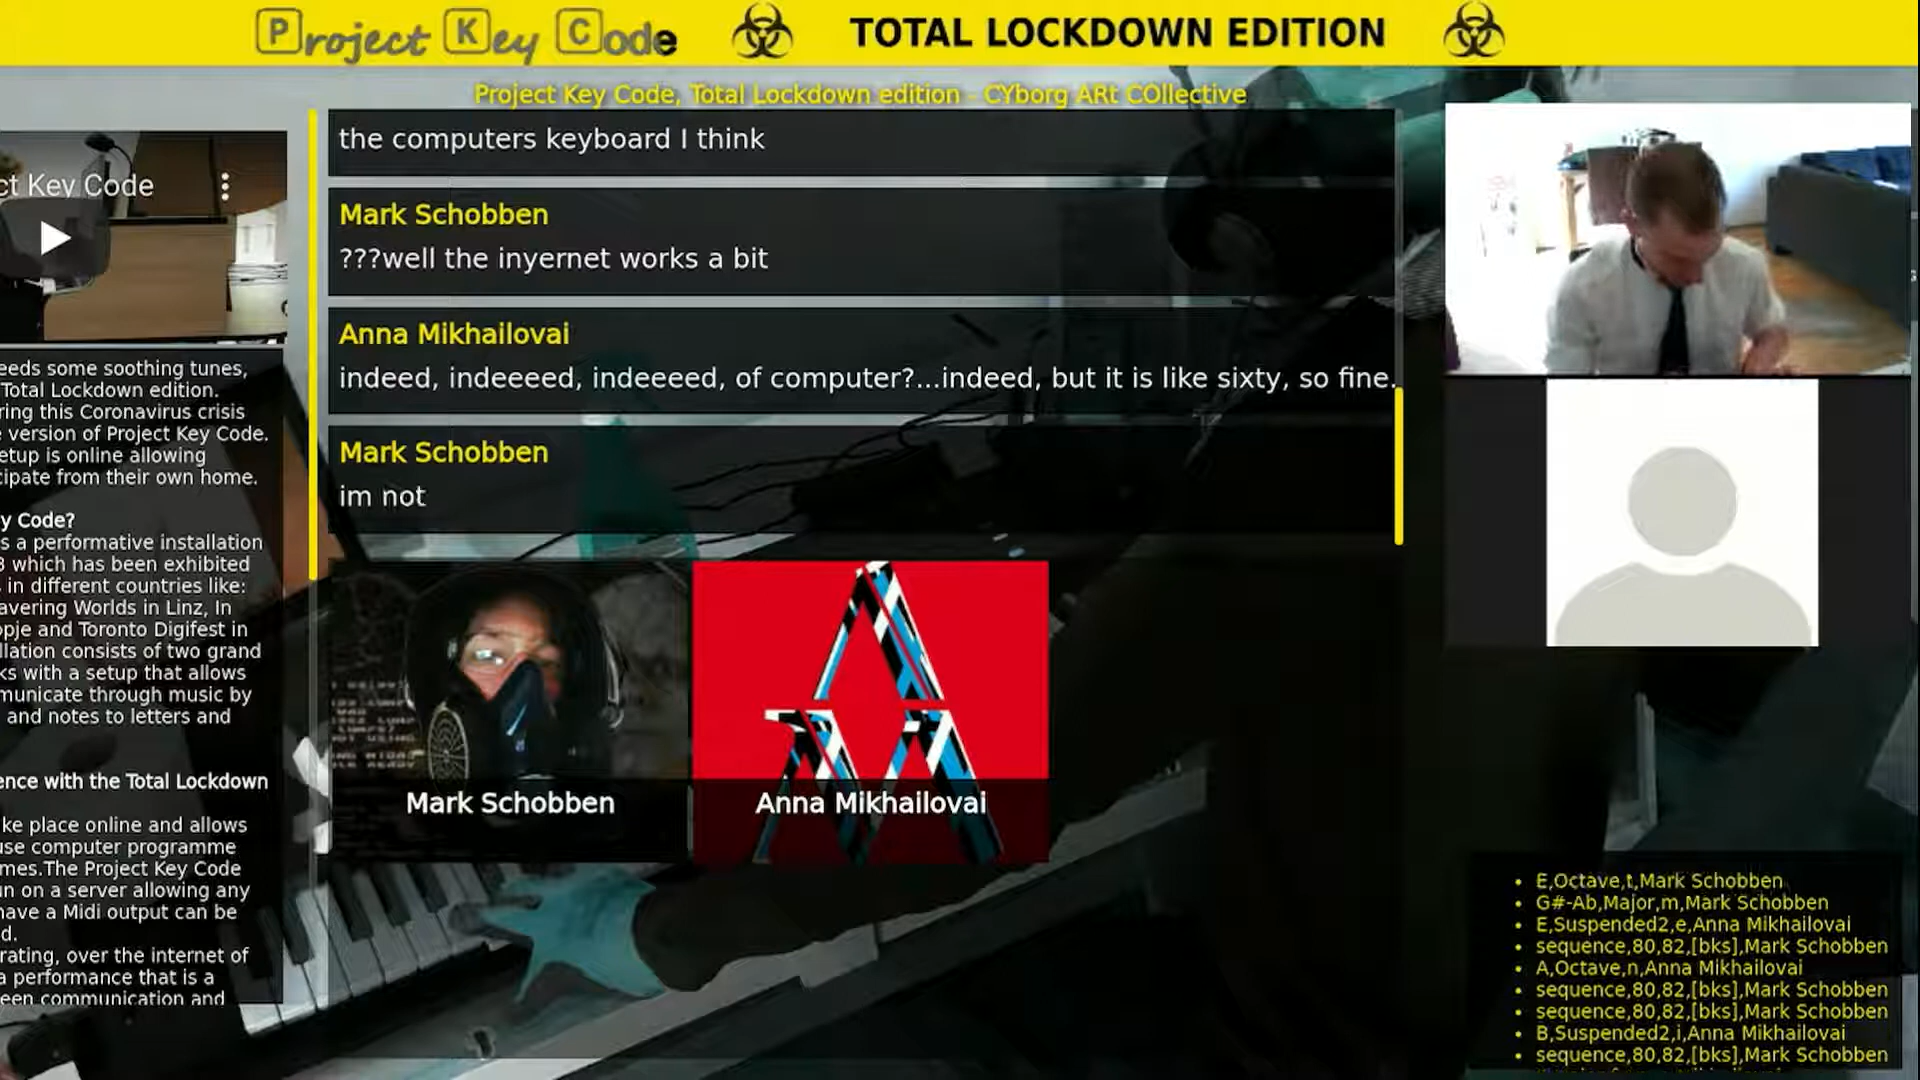 Project Key Code
TOTAL LOCKDOWN EDITION
Project Key Code, Total Lockdown edition - CYborg ARt COllective
ct Key Code
eeds some soothing tunes,
Total Lockdown edition.
ring this Coronavirus crisis
e version of Project Key Code.
etup is online allowing
cipate from their own home.
y Code?
s a performative installation
3 which has been exhibited
s in different countries like:
avering Worlds in Linz, In
opje and Toronto Digifest in
llation consists of two grand
ks with a setup that allows
municate through music by
and notes to letters and
ence with the Total Lockdown
ke place online and allows
use computer programme
mes.The Project Key Code
un on a server allowing any
have a Midi output can be
d.
rating, over the internet of
a performance that is a
een communication and
the computers keyboard I think
Mark Schobben
???well the inyernet works a bit
Anna Mikhailovai
indeed, indeeeed, indeeeed, of computer?...indeed, but it is like sixty, so fine.
Mark Schobben
im not
Mark Schobben
Anna Mikhailovai
• E,Octave,t,Mark Schobben
• G#-Ab,Major,m,Mark Schobben
• E,Suspended2,e,Anna Mikhailovai
• sequence,80,82,[bks],Mark Schobben
• A,Octave,n,Anna Mikhailovai
• sequence,80,82,[bks],Mark Schobben
• sequence,80,82,[bks],Mark Schobben
• B,Suspended2,i,Anna Mikhailovai
• sequence,80,82,[bks],Mark Schobben